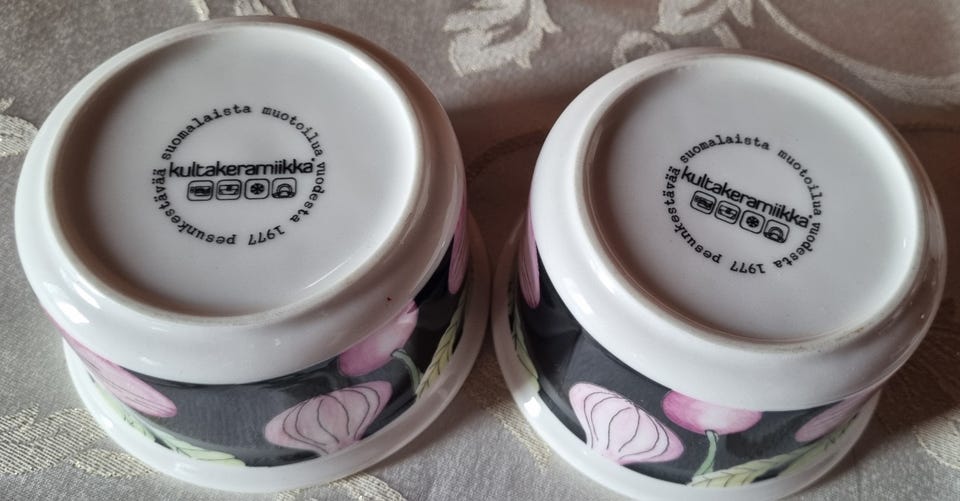 suomalaista muotoilua vuodesta 1977 pesunkestävää
kultakeramiikka®
suomalaista muotoilua vuodesta 1977 pesunkestävää
kultakeramiikka®